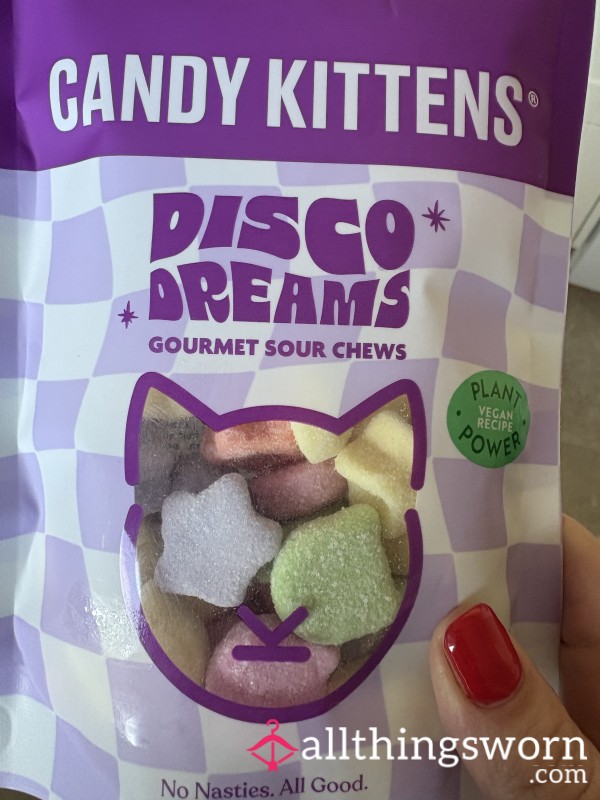 CANDY KITTENS®
DISCO
DREAMS
GOURMET SOUR CHEWS
PLANT
VEGAN
RECIPE
POWER
K
allthingsworn
.com
No Nasties. All Good.